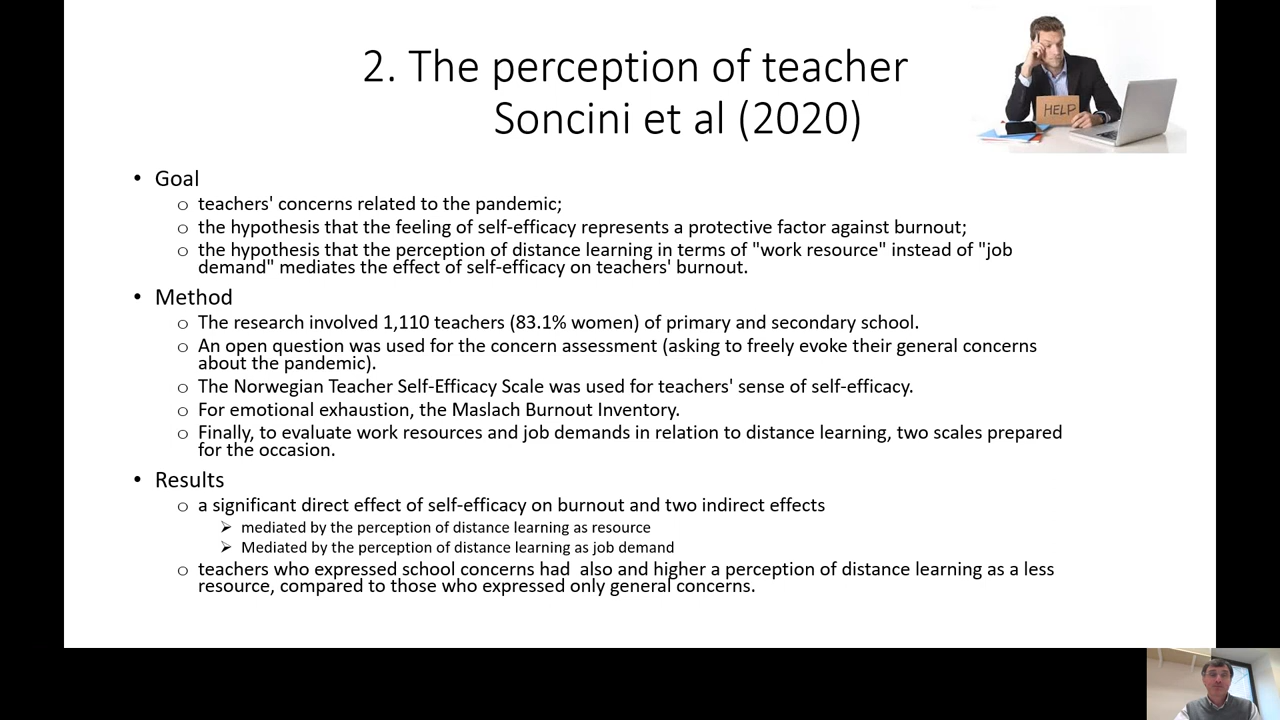 2. The perception of teacher
Soncini et al (2020)
HELP
• Goal
o teachers' concerns related to the pandemic;
o the hypothesis that the feeling of self-efficacy represents a protective factor against burnout;
o the hypothesis that the perception of distance learning in terms of "work resource" instead of "job
demand" mediates the effect of self-efficacy on teachers' burnout.
• Method
o The research involved 1,110 teachers (83.1% women) of primary and secondary school.
o An open question was used for the concern assessment (asking to freely evoke their general concerns
about the pandemic).
o The Norwegian Teacher Self-Efficacy Scale was used for teachers' sense of self-efficacy.
o For emotional exhaustion, the Maslach Burnout Inventory.
o Finally, to evaluate work resources and job demands in relation to distance learning, two scales prepared
for the occasion.
• Results
o a significant direct effect of self-efficacy on burnout and two indirect effects
➢ mediated by the perception of distance learning as resource
➢ Mediated by the perception of distance learning as job demand
o teachers who expressed school concerns had also and higher a perception of distance learning as a less
resource, compared to those who expressed only general concerns.